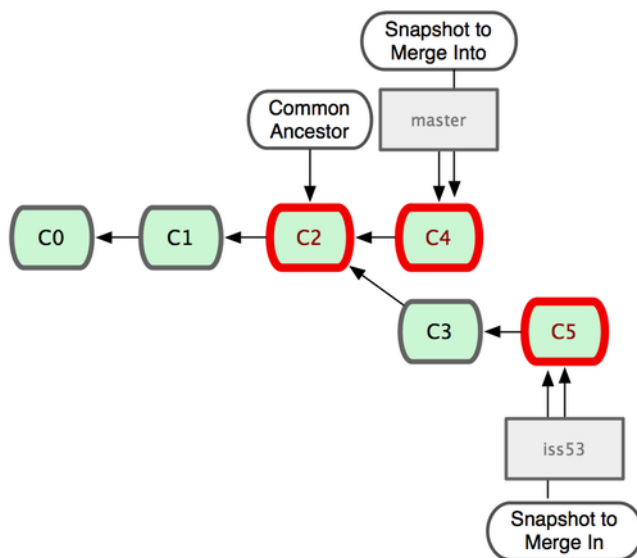 Snapshot to
Merge Into
Common
Ancestor
master
C0
C1
C2
C4
C3
C5
iss53
Snapshot to
Merge In